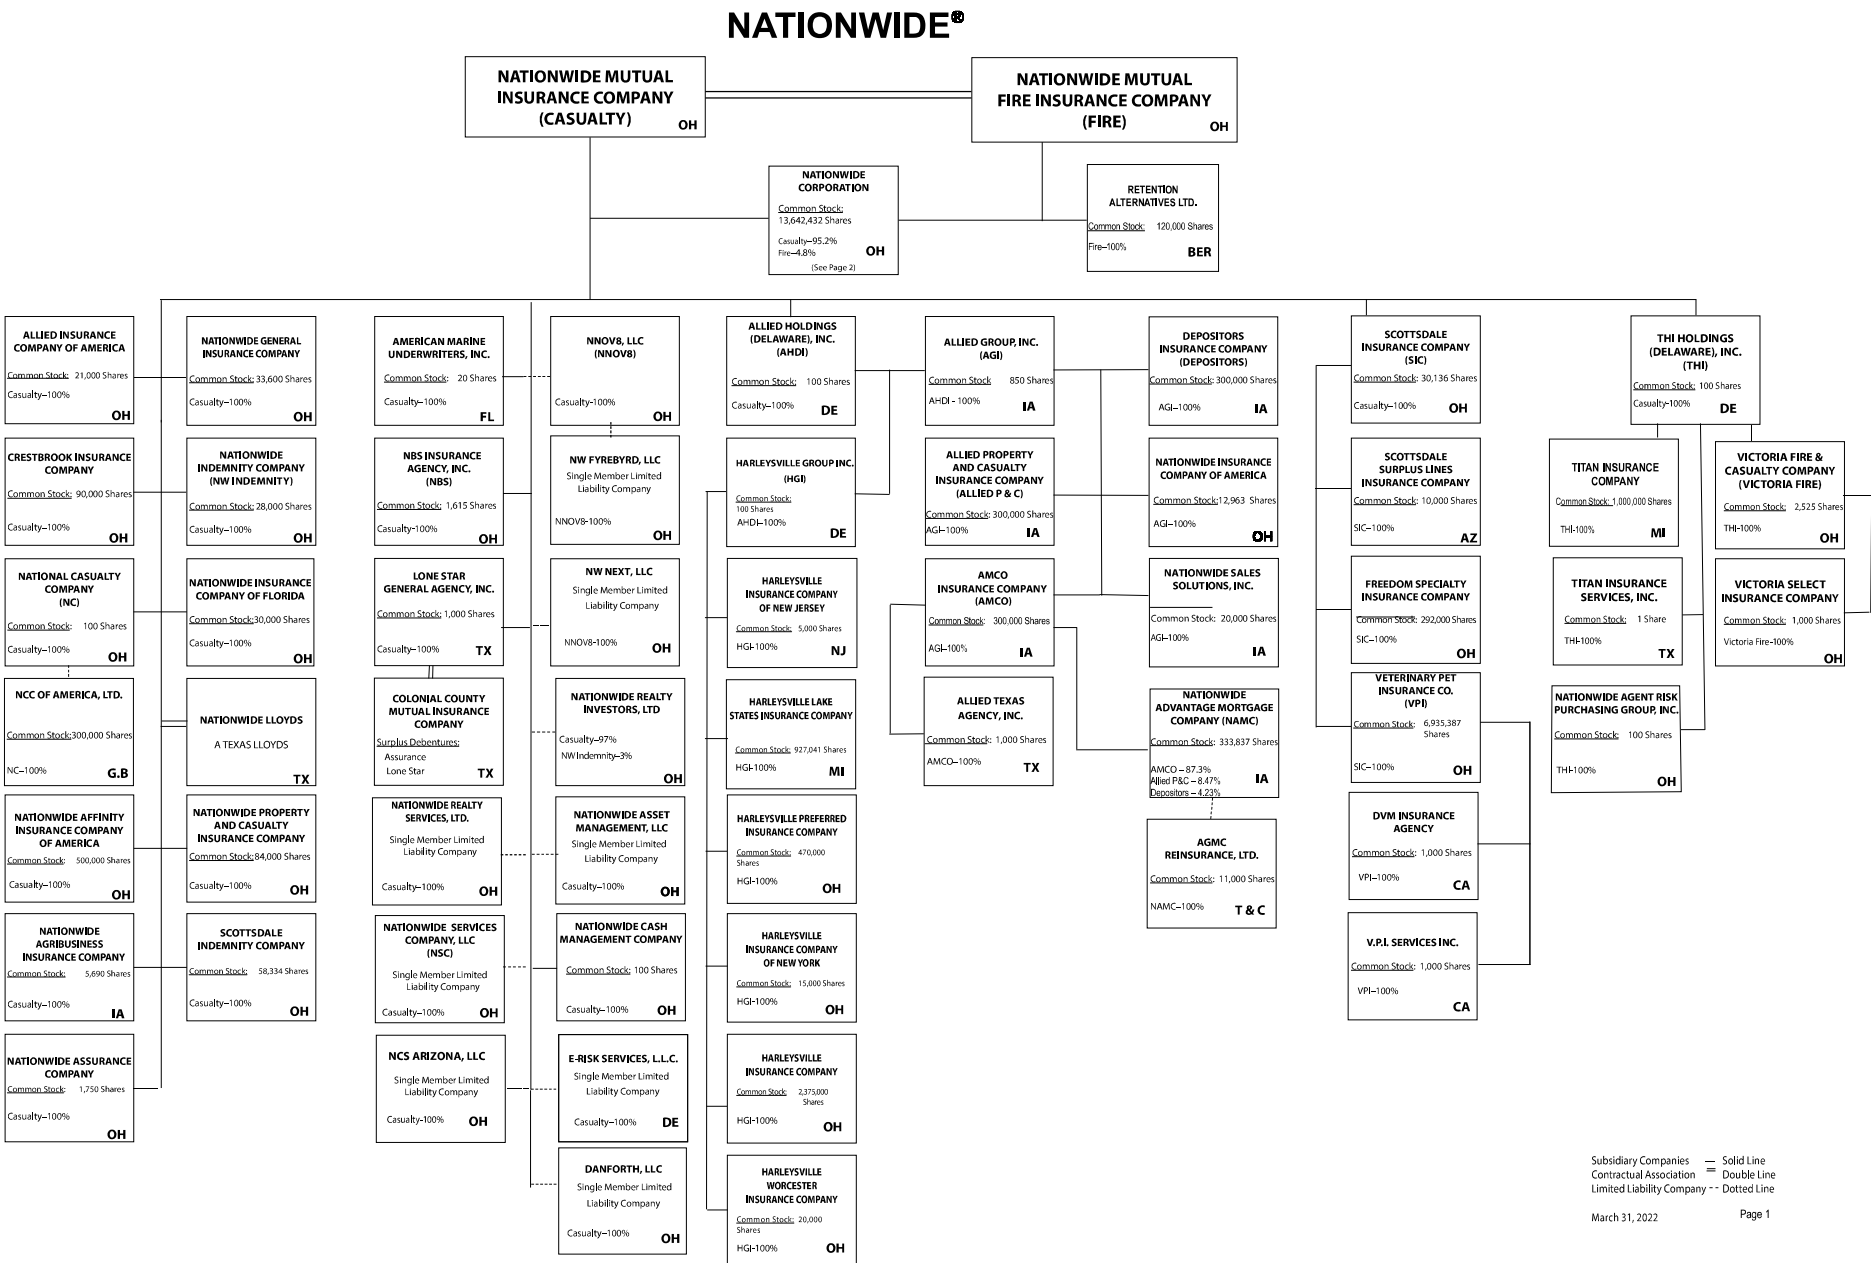 NATIONWIDE®
NATIONWIDE MUTUAL
INSURANCE COMPANY
(CASUALTY)
OH
NATIONWIDE MUTUAL
FIRE INSURANCE COMPANY
(FIRE)
OH
NATIONWIDE
CORPORATION
Common Stock:
13,642,432 Shares
Casualty–95.2%
Fire–4.8%
OH
(See Page 2)
RETENTION
ALTERNATIVES LTD.
Common Stock: 120,000 Shares
Fire–100%
BER
ALLIED INSURANCE
COMPANY OF AMERICA
Common Stock: 21,000 Shares
Casualty–100%
OH
CRESTBROOK INSURANCE
COMPANY
Common Stock: 90,000 Shares
Casualty–100%
OH
NATIONAL CASUALTY
COMPANY
(NC)
Common Stock: 100 Shares
Casualty–100%
OH
NCC OF AMERICA, LTD.
Common Stock:300,000 Shares
NC–100%
G.B
NATIONWIDE AFFINITY
INSURANCE COMPANY
OF AMERICA
Common Stock: 500,000 Shares
Casualty–100%
OH
NATIONWIDE
AGRIBUSINESS
INSURANCE COMPANY
Common Stock: 5,690 Shares
Casualty–100%
IA
NATIONWIDE ASSURANCE
COMPANY
Common Stock: 1,750 Shares
Casualty–100%
OH
NATIONWIDE GENERAL
INSURANCE COMPANY
Common Stock: 33,600 Shares
Casualty–100%
OH
NATIONWIDE
INDEMNITY COMPANY
(NW INDEMNITY)
Common Stock: 28,000 Shares
Casualty–100%
OH
NATIONWIDE INSURANCE
COMPANY OF FLORIDA
Common Stock:30,000 Shares
Casualty–100%
OH
NATIONWIDE LLOYDS
A TEXAS LLOYDS
TX
NATIONWIDE PROPERTY
AND CASUALTY
INSURANCE COMPANY
Common Stock:84,000 Shares
Casualty–100%
OH
SCOTTSDALE
INDEMNITY COMPANY
Common Stock: 58,334 Shares
Casualty–100%
OH
AMERICAN MARINE
UNDERWRITERS, INC.
Common Stock: 20 Shares
Casualty–100%
FL
NBS INSURANCE
AGENCY, INC.
(NBS)
Common Stock: 1,615 Shares
Casualty–100%
OH
LONE STAR
GENERAL AGENCY, INC.
Common Stock: 1,000 Shares
Casualty–100%
TX
COLONIAL COUNTY
MUTUAL INSURANCE
COMPANY
Surplus Debentures:
Assurance
Lone Star
TX
NATIONWIDE REALTY
SERVICES, LTD.
Single Member Limited
Liability Company
Casualty–100%
OH
NATIONWIDE SERVICES
COMPANY, LLC
(NSC)
Single Member Limited
Liability Company
Casualty–100%
OH
NCS ARIZONA, LLC
Single Member Limited
Liability Company
Casualty-100%
OH
NNOV8, LLC
(NNOV8)
Casualty–100%
OH
NW FYREBYRD, LLC
Single Member Limited
Liability Company
NNOV8-100%
OH
NW NEXT, LLC
Single Member Limited
Liability Company
NNOV8-100%
OH
NATIONWIDE REALTY
INVESTORS, LTD
Casualty–97%
NW Indemnity–3%
OH
NATIONWIDE ASSET
MANAGEMENT, LLC
Single Member Limited
Liability Company
Casualty–100%
OH
NATIONWIDE CASH
MANAGEMENT COMPANY
Common Stock: 100 Shares
Casualty–100%
OH
E-RISK SERVICES, L.L.C.
Single Member Limited
Liability Company
Casualty–100%
DE
DANFORTH, LLC
Single Member Limited
Liability Company
Casualty–100%
OH
ALLIED HOLDINGS
(DELAWARE), INC.
(AHDI)
Common Stock: 100 Shares
Casualty–100%
DE
HARLEYSVILLE GROUP INC.
(HGI)
Common Stock:
100 Shares
AHDI–100%
DE
HARLEYSVILLE
INSURANCE COMPANY
OF NEW JERSEY
Common Stock: 5,000 Shares
HGI-100%
NJ
HARLEYSVILLE LAKE
STATES INSURANCE COMPANY
Common Stock: 927,041 Shares
HGI-100%
MI
HARLEYSVILLE PREFERRED
INSURANCE COMPANY
Common Stock: 470,000
Shares
HGI-100%
OH
HARLEYSVILLE
INSURANCE COMPANY
OF NEW YORK
Common Stock: 15,000 Shares
HGI-100%
OH
HARLEYSVILLE
INSURANCE COMPANY
Common Stock: 2,375,000
Shares
HGI-100%
OH
HARLEYSVILLE
WORCESTER
INSURANCE COMPANY
Common Stock: 20,000
Shares
HGI-100%
OH
ALLIED GROUP, INC.
(AGI)
Common Stock 850 Shares
AHDI - 100%
IA
ALLIED PROPERTY
AND CASUALTY
INSURANCE COMPANY
(ALLIED P & C)
Common Stock: 300,000 Shares
AGI–100%
IA
AMCO
INSURANCE COMPANY
(AMCO)
Common Stock: 300,000 Shares
AGI–100%
IA
ALLIED TEXAS
AGENCY, INC.
Common Stock: 1,000 Shares
AMCO–100%
TX
DEPOSITORS
INSURANCE COMPANY
(DEPOSITORS)
Common Stock: 300,000 Shares
AGI–100%
IA
NATIONWIDE INSURANCE
COMPANY OF AMERICA
Common Stock:12,963 Shares
AGI–100%
OH
NATIONWIDE SALES
SOLUTIONS, INC.
Common Stock: 20,000 Shares
AGI–100%
IA
NATIONWIDE
ADVANTAGE MORTGAGE
COMPANY (NAMC)
Common Stock: 333,837 Shares
AMCO – 87.3%
Allied P&C – 8.47%
Depositors – 4.23%
IA
AGMC
REINSURANCE, LTD.
Common Stock: 11,000 Shares
NAMC–100%
T & C
SCOTTSDALE
INSURANCE COMPANY
(SIC)
Common Stock: 30,136 Shares
Casualty–100%
OH
SCOTTSDALE
SURPLUS LINES
INSURANCE COMPANY
Common Stock: 10,000 Shares
SIC–100%
AZ
FREEDOM SPECIALTY
INSURANCE COMPANY
Common Stock: 292,000 Shares
SIC–100%
OH
VETERINARY PET
INSURANCE CO.
(VPI)
Common Stock: 6,935,387
Shares
SIC–100%
OH
DVM INSURANCE
AGENCY
Common Stock: 1,000 Shares
VPI–100%
CA
V.P.I. SERVICES INC.
Common Stock: 1,000 Shares
VPI–100%
CA
THI HOLDINGS
(DELAWARE), INC.
(THI)
Common Stock: 100 Shares
Casualty-100%
DE
TITAN INSURANCE
COMPANY
Common Stock: 1,000,000 Shares
THI-100%
MI
TITAN INSURANCE
SERVICES, INC.
Common Stock: 1 Share
THI-100%
TX
NATIONWIDE AGENT RISK
PURCHASING GROUP, INC.
Common Stock: 100 Shares
THI-100%
OH
VICTORIA FIRE &
CASUALTY COMPANY
(VICTORIA FIRE)
Common Stock: 2,525 Shares
THI-100%
OH
VICTORIA SELECT
INSURANCE COMPANY
Common Stock: 1,000 Shares
Victoria Fire-100%
OH
Subsidiary Companies — Solid Line
Contractual Association = Double Line
Limited Liability Company - - Dotted Line
March 31, 2022
Page 1